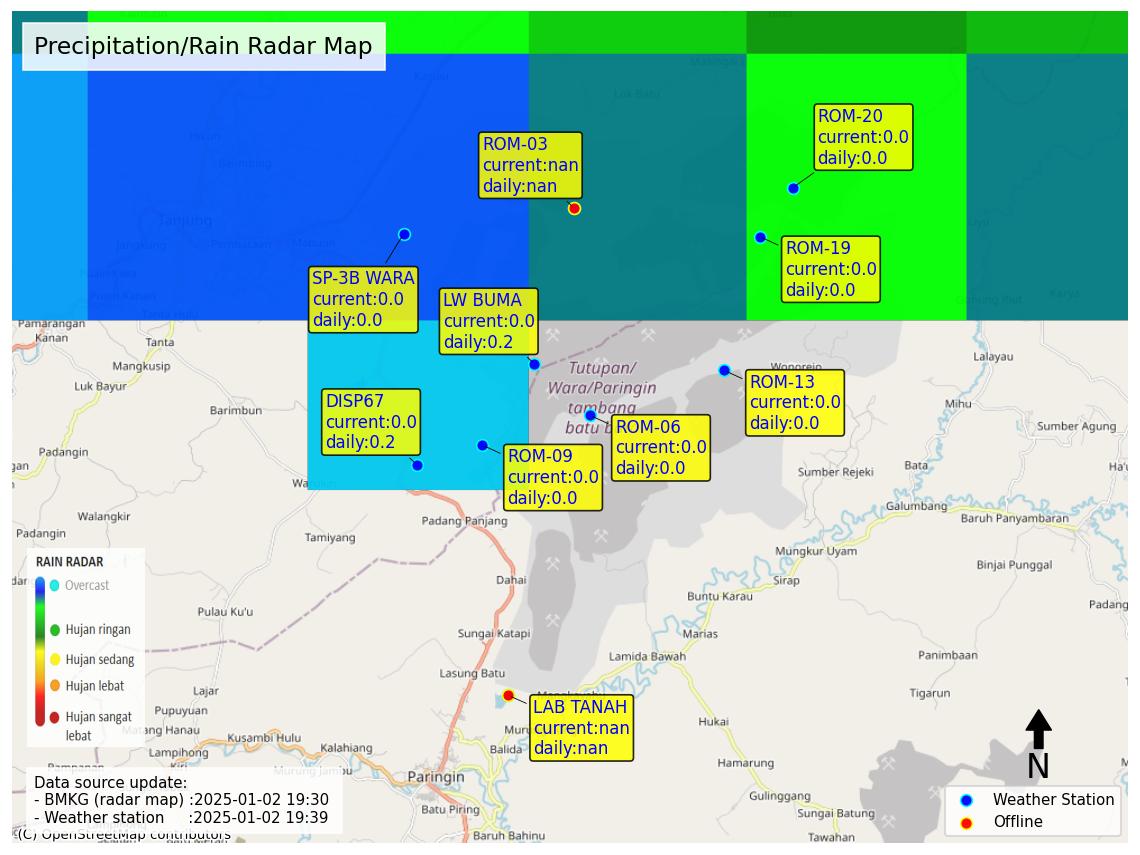 Precipitation/Rain Radar Map
ROM-20
current:0.0
daily:0.0
ROM-03
current:nan
daily:nan
ROM-19
current:0.0
daily:0.0
SP-3B WARA
current:0.0
daily:0.0
LW BUMA
current:0.0
daily:0.2
Tanjung
Pamarangan
Kanan
Tanta
Mangkusip
Luk Bayur
Barimbun
Padangin
Tutupan/
Wara/Paringin
tambang
ROM-13
current:0.0
daily:0.0
Lalayau
Mihu
Sumber Agung
DISP67
current:0.0
daily:0.2
ROM-06
current:0.0
daily:0.0
ROM-09
current:0.0
daily:0.0
Sumber Rejeki
Bata
Galumbang
Baruh Panyambaran
Walangkir
Padangin
Tamiyang
Padang Panjang
Mungkur Uyam
Binjai Punggal
Sirap
Dahai
Buntu Karau
Padang
RAIN RADAR
Overcast
Hujan ringan
Hujan sedang
Hujan lebat
Hujan sangat
lebat
Pulau Ku'u
Sungai Katapi
Marias
Lamida Bawah
Panimbaan
Lasung Batu
Lajar
Tigarun
Pupuyuan
LAB TANAH
current:nan
daily:nan
Hukai
Matang Hanau
Kusambi Hulu
Lampihong
Kalahiang
Balida
Hamarung
Murung Jambu
Paringin
Gulinggang
Batu Piring
Sungai Batung
Baruh Bahinu
Tawahan
N
Data source update:
- BMKG (radar map) :2025-01-02 19:30
- Weather station :2025-01-02 19:39
(C) OpenStreetMap contributors
Weather Station
Offline